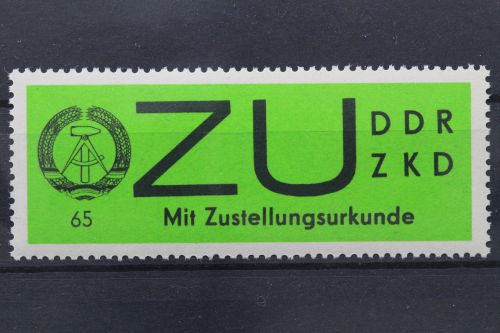 ZU
DDR
ZKD
65
Mit Zustellungsurkunde